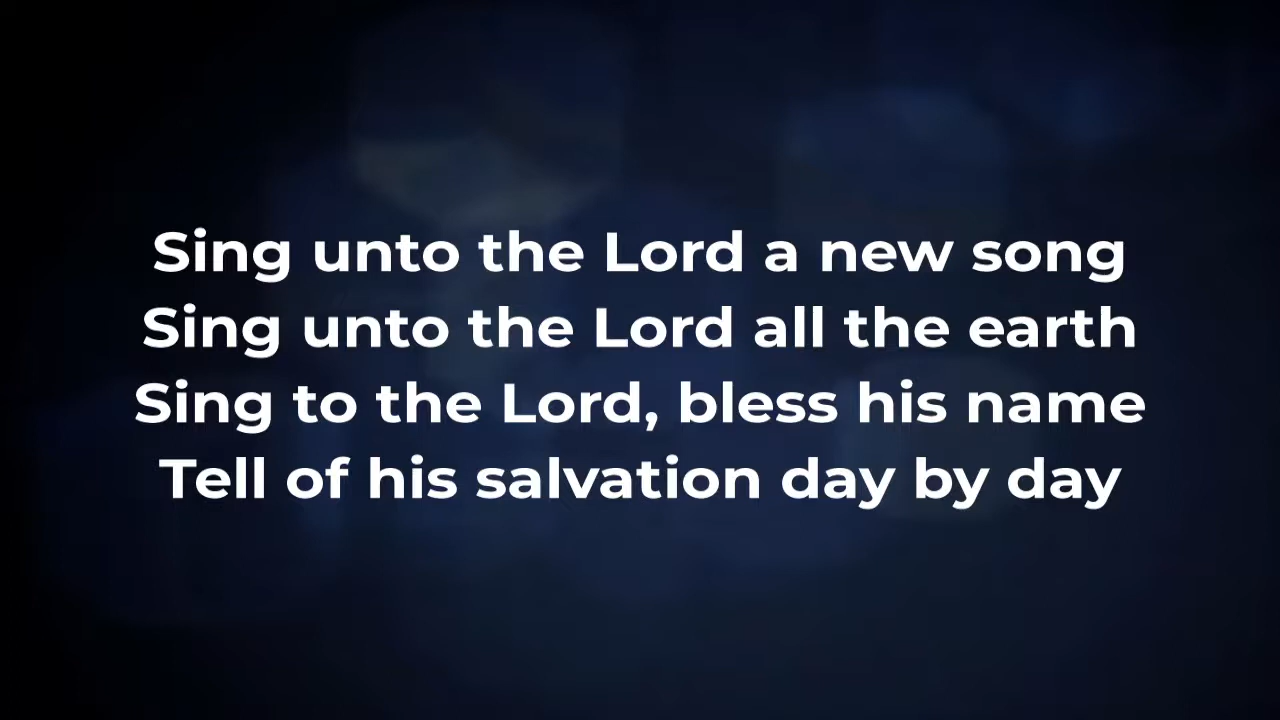 Sing unto the Lord a new song
Sing unto the Lord all the earth
Sing to the Lord, bless his name
Tell of his salvation day by day